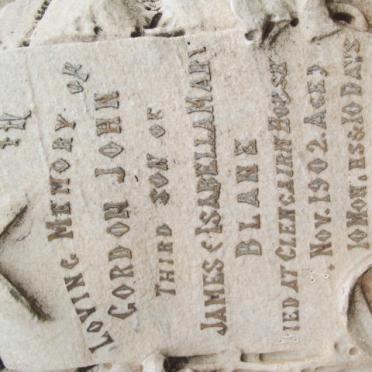 IN
LOVING MEMORY OF
GORDON JOHN
THIRD SON OF
JAMES & ISABELLA MARY
BLANE
DIED AT GLENCAIRN HOUSE
NOV. 1902. AGED
10 MONTHS & 10 DAYS